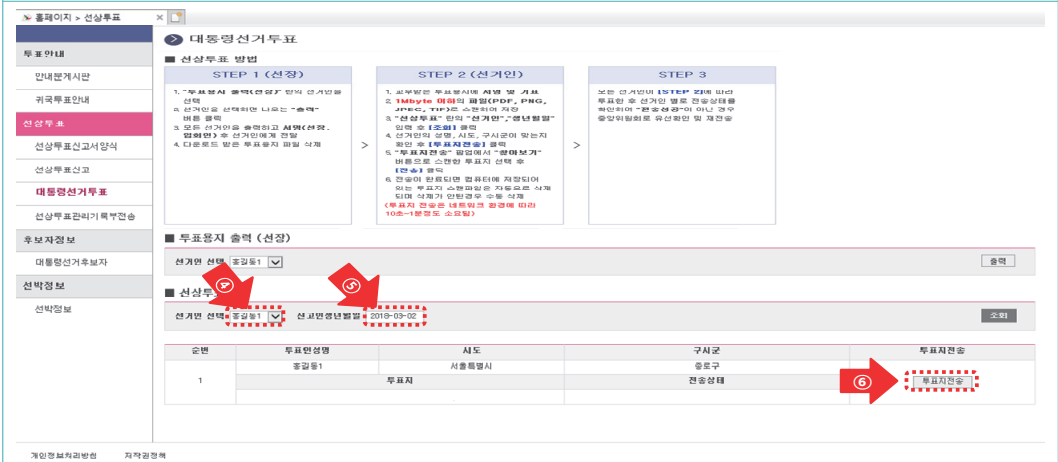 홈페이지 > 선상투표
대통령선거투표
투표안내
안내문게시판
귀국투표안내
선상투표
선상투표신고서양식
선상투표신고
대통령선거투표
선상투표관리기록부전송
후보자정보
대통령선거후보자
선박정보
선박정보
■ 선상투표 방법
STEP 1 (선장)
1. "투표용지 출력(선장)" 란의 선거인을
선택
2. 선거인을 선택하면 나오는 "출력"
버튼 클릭
3. 모든 선거인을 출력하고 서명(선장,
입회인) 후 선거인에게 전달
4. 다운로드 받은 투표용지 파일 삭제
>
STEP 2 (선거인)
1. 교부받은 투표용지에 서명 및 기표
2. 1Mbyte 이하의 파일(PDF, PNG,
JPEC, TIF)로 스캔하여 저장
3. "선상투표" 란의 "선거인","생년월일"
입력 후 [조회] 클릭
4. 선거인의 성명, 시도, 구시군이 맞는지
확인 후 [투표지전송] 클릭
5. "투표지전송" 팝업에서 "찾아보기"
버튼으로 스캔한 투표지 선택 후
[전송] 클릭
6. 전송이 완료되면 컴퓨터에 저장되어
있는 투표지 스캔파일은 자동으로 삭제
되며 삭제가 안된경우 수동 삭제
(투표지 전송은 네트워크 환경에 따라
10초~1분정도 소요됨)
>
STEP 3
모든 선거인이 [STEP 2]에 따라
투표한 후 선거인 별로 전송상태를
확인하여 "전송성공"이 아닌 경우
중앙위원회로 유선확인 및 재전송
■ 투표용지 출력 (선장)
선거인 선택 홍길동1 출력
④ ⑤
■ 선상투
선거인 선택 홍길동1 신고인생년월일 2018-03-02 조회
순번 투표인성명 시도 구시군 투표지전송
1 홍길동1 서울특별시 종로구
투표지 전송상태 ⑥ 투표지전송
개인정보처리방침 저작권정책